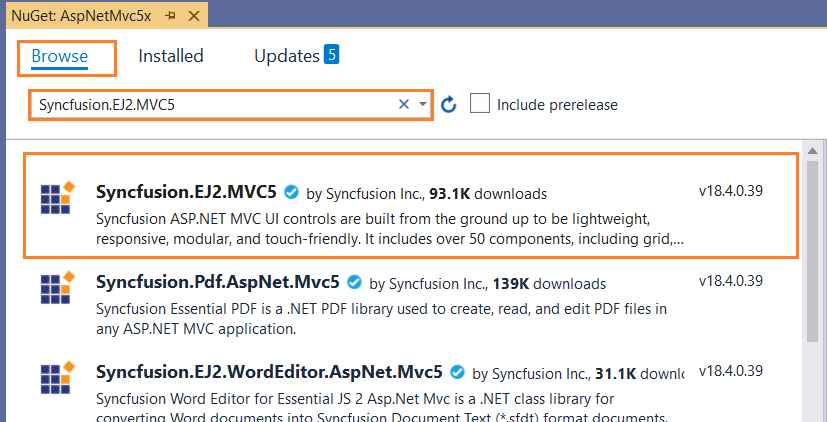 NuGet: AspNetMvc5x
Browse Installed Updates 5
Syncfusion.EJ2.MVC5 Include prerelease
Syncfusion.EJ2.MVC5 by Syncfusion Inc., 93.1K downloads v18.4.0.39
Syncfusion ASP.NET MVC UI controls are built from the ground up to be lightweight,
responsive, modular, and touch-friendly. It includes over 50 components, including grid,...
Syncfusion.Pdf.AspNet.Mvc5 by Syncfusion Inc., 139K downloads v18.4.0.39
Syncfusion Essential PDF is a .NET PDF library used to create, read, and edit PDF files in
any ASP.NET MVC application.
Syncfusion.EJ2.WordEditor.AspNet.Mvc5 by Syncfusion Inc., 31.1K downl v18.4.0.39
Syncfusion Word Editor for Essential JS 2 Asp.Net Mvc is a .NET class library for
converting Word documents into Syncfusion Document Text (*.sfdt) format documents.